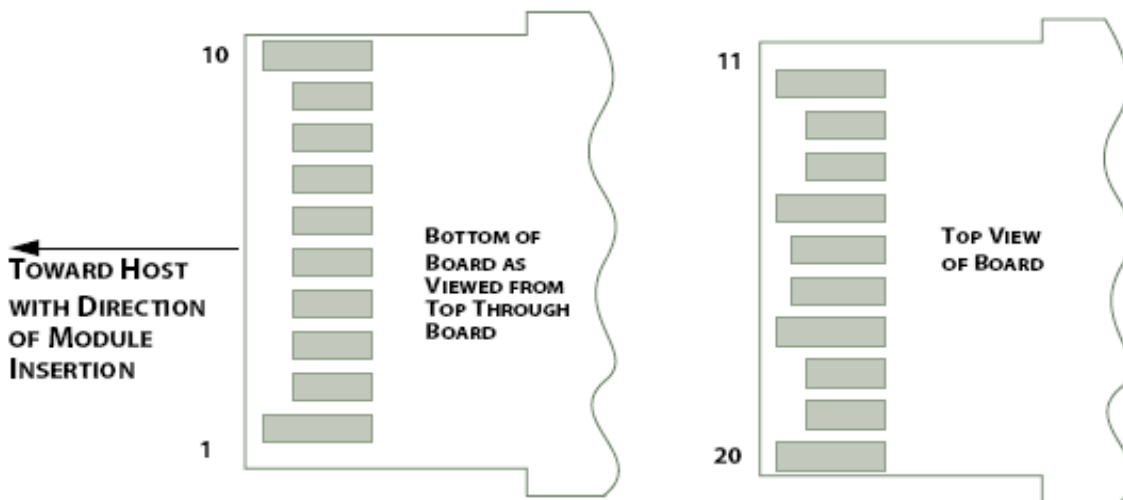 10
1
TOWARD HOST
WITH DIRECTION
OF MODULE
INSERTION
BOTTOM OF
BOARD AS
VIEWED FROM
TOP THROUGH
BOARD
11
20
TOP VIEW
OF BOARD